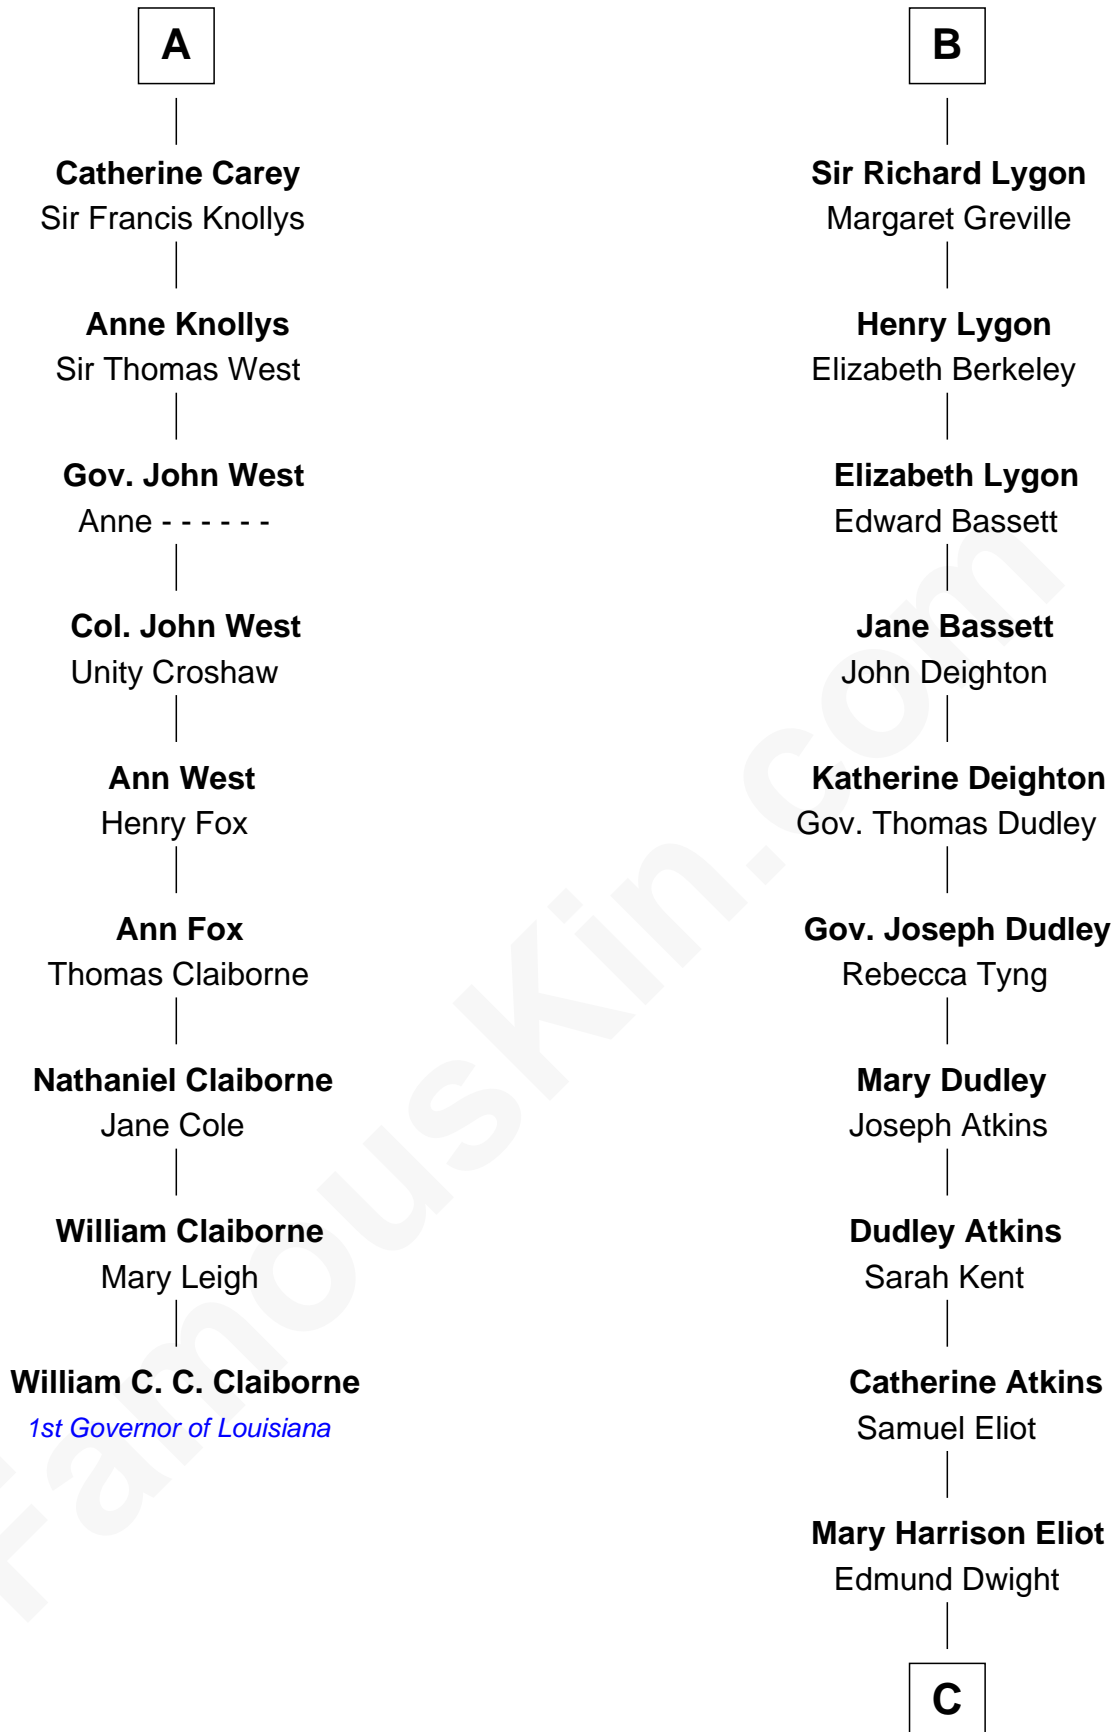 A
Catherine Carey
Sir Francis Knollys
Anne Knollys
Sir Thomas West
Gov. John West
Anne - - - - - -
Col. John West
Unity Croshaw
Ann West
Henry Fox
Ann Fox
Thomas Claiborne
Nathaniel Claiborne
Jane Cole
William Claiborne
Mary Leigh
William C. C. Claiborne
1st Governor of Louisiana
B
Sir Richard Lygon
Margaret Greville
Henry Lygon
Elizabeth Berkeley
Elizabeth Lygon
Edward Bassett
Jane Bassett
John Deighton
Katherine Deighton
Gov. Thomas Dudley
Gov. Joseph Dudley
Rebecca Tyng
Mary Dudley
Joseph Atkins
Dudley Atkins
Sarah Kent
Catherine Atkins
Samuel Eliot
Mary Harrison Eliot
Edmund Dwight
C
FamousKin.com